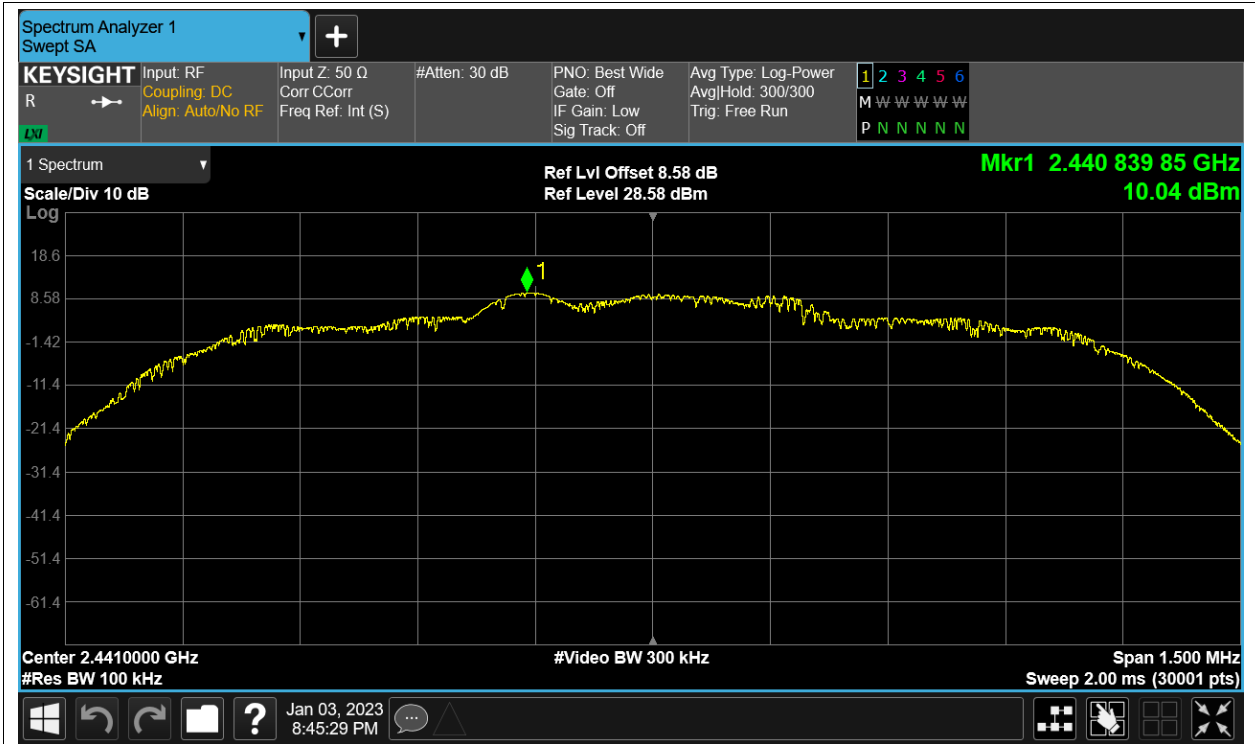 Spectrum Analyzer 1
Swept SA
+
KEYSIGHT
R
LXI
Input: RF
Coupling: DC
Align: Auto/No RF
Input Z: 50 Ω
Corr CCorr
Freq Ref: Int (S)
#Atten: 30 dB
PNO: Best Wide
Gate: Off
IF Gain: Low
Sig Track: Off
Avg Type: Log-Power
Avg|Hold: 300/300
Trig: Free Run
1 2 3 4 5 6
M W W W W W W
P N N N N N N
1 Spectrum
Scale/Div 10 dB
Log
Ref Lvl Offset 8.58 dB
Ref Level 28.58 dBm
Mkr1 2.440 839 85 GHz
10.04 dBm
1
18.6
8.58
-1.42
-11.4
-21.4
-31.4
-41.4
-51.4
-61.4
Center 2.4410000 GHz
#Res BW 100 kHz
#Video BW 300 kHz
Span 1.500 MHz
Sweep 2.00 ms (30001 pts)
?
Jan 03, 2023
8:45:29 PM